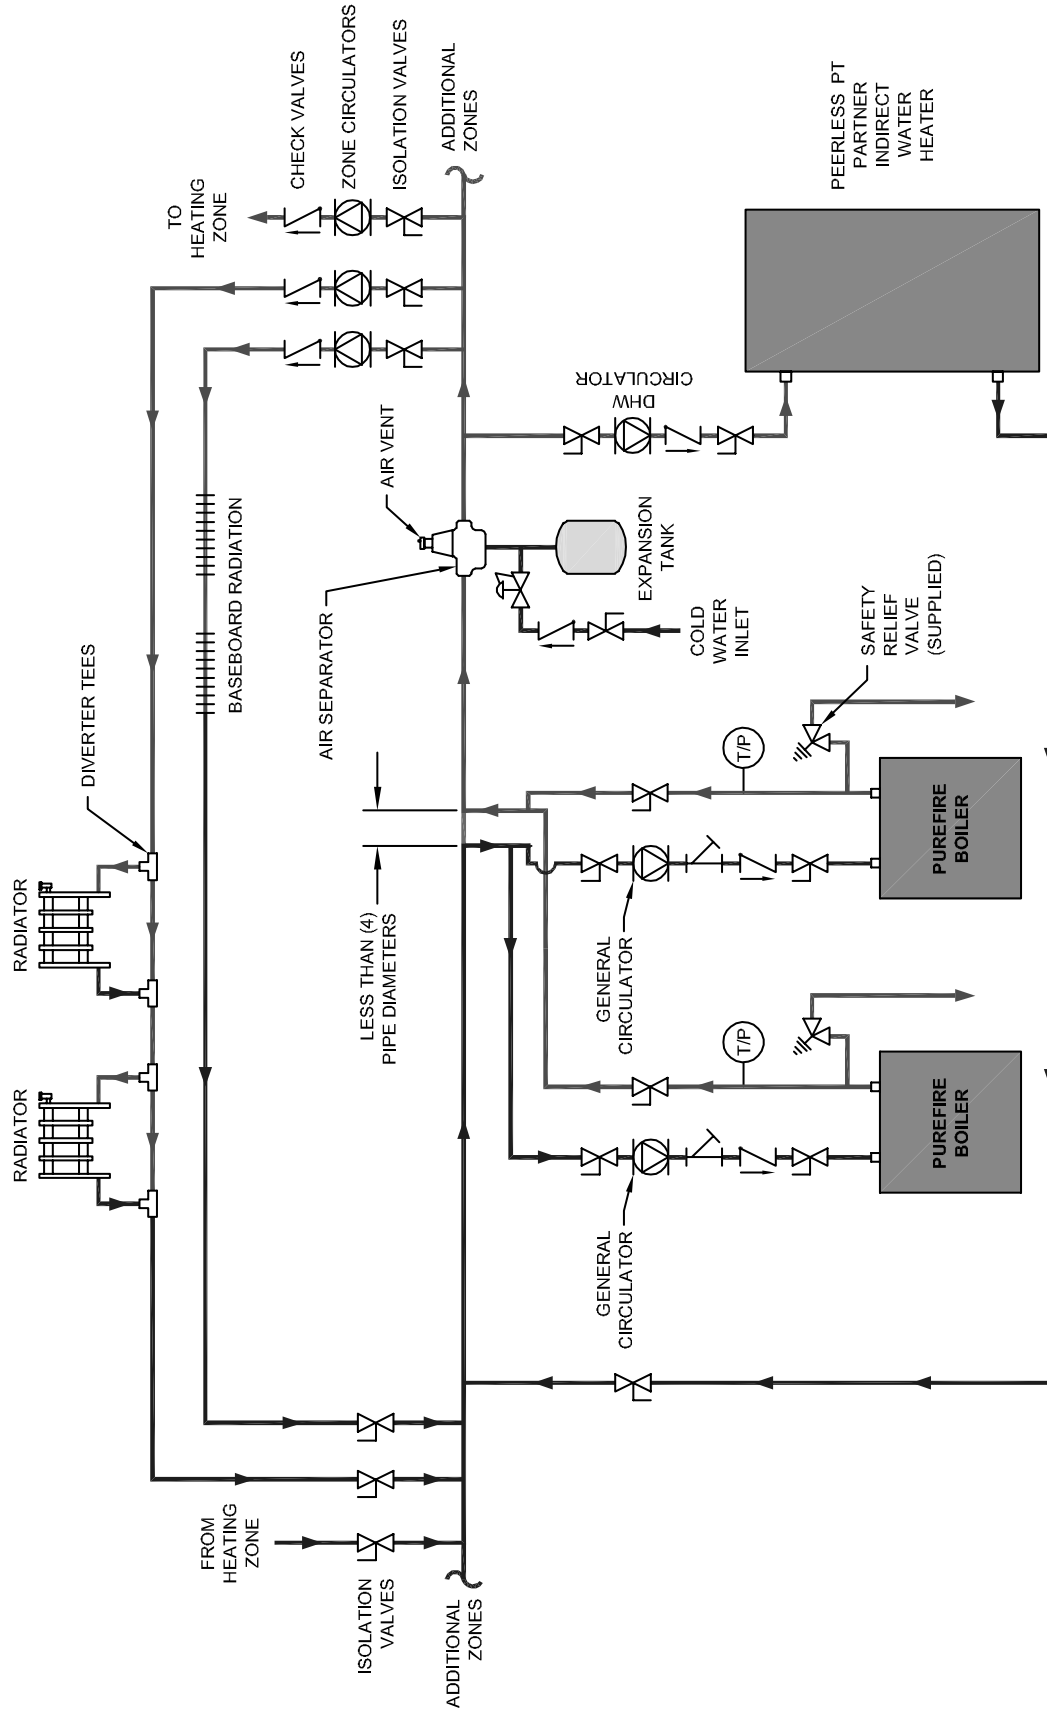 RADIATOR
RADIATOR
DIVERTER TEES
BASEBOARD RADIATION
TO
HEATING
ZONE
CHECK VALVES
ZONE CIRCULATORS
ISOLATION VALVES
ADDITIONAL
ZONES
FROM
HEATING
ZONE
ISOLATION
VALVES
ADDITIONAL
ZONES
LESS THAN (4)
PIPE DIAMETERS
AIR SEPARATOR
AIR VENT
EXPANSION
TANK
COLD
WATER
INLET
DHW
CIRCULATOR
GENERAL
CIRCULATOR
GENERAL
CIRCULATOR
T/P
T/P
SAFETY
RELIEF
VALVE
(SUPPLIED)
PEERLESS PT
PARTNER
INDIRECT
WATER
HEATER
PUREFIRE
BOILER
PUREFIRE
BOILER